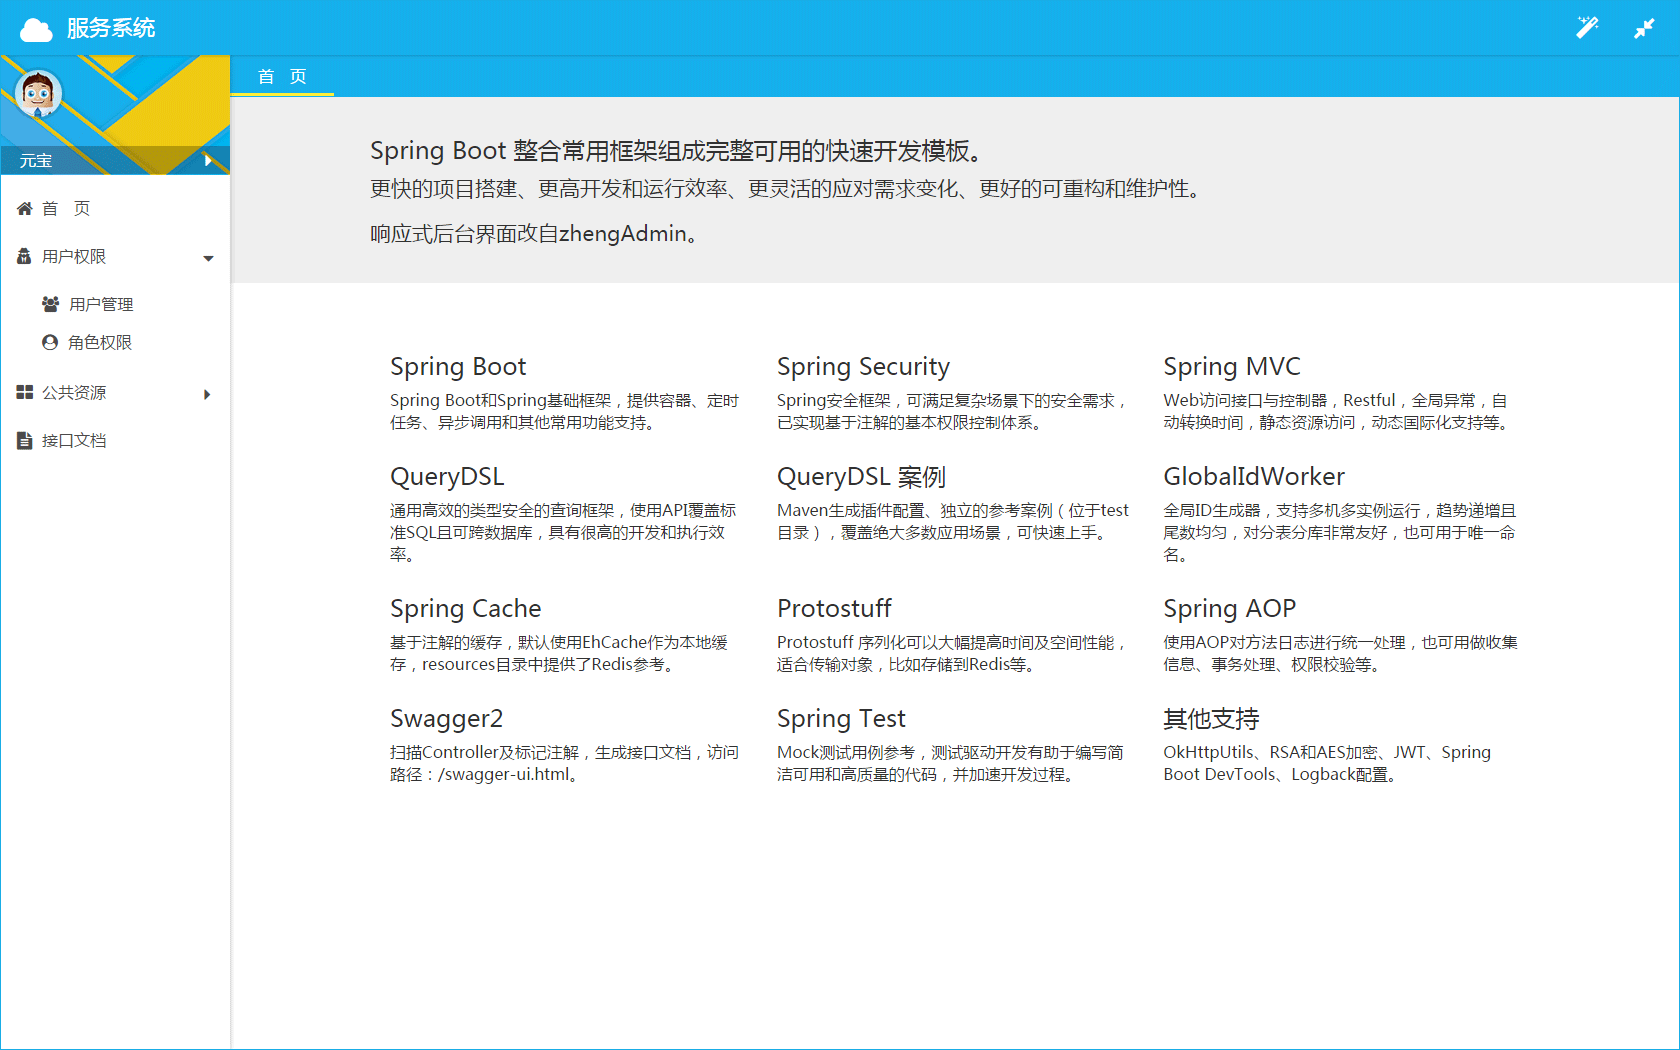 服务系统
首 页
元宝
首 页
用户权限
用户管理
角色权限
公共资源
接口文档
Spring Boot 整合常用框架组成完整可用的快速开发模板。
更快的项目搭建、更高开发和运行效率、更灵活的应对需求变化、更好的可重构和维护性。
响应式后台界面改自zhengAdmin。
Spring Boot
Spring Boot和Spring基础框架，提供容器、定时
任务、异步调用和其他常用功能支持。
Spring Security
Spring安全框架，可满足复杂场景下的安全需求，
已实现基于注解的基本权限控制体系。
Spring MVC
Web访问接口与控制器，Restful，全局异常，自
动转换时间，静态资源访问，动态国际化支持等。
QueryDSL
通用高效的类型安全的查询框架，使用API覆盖标
准SQL且可跨数据库，具有很高的开发和执行效
率。
QueryDSL 案例
Maven生成插件配置、独立的参考案例（位于test
目录），覆盖绝大多数应用场景，可快速上手。
GlobalIdWorker
全局ID生成器，支持多机多实例运行，趋势递增且
尾数均匀，对分表分库非常友好，也可用于唯一命
名。
Spring Cache
基于注解的缓存，默认使用EhCache作为本地缓
存，resources目录中提供了Redis参考。
Protostuff
Protostuff 序列化可以大幅提高时间及空间性能，
适合传输对象，比如存储到Redis等。
Spring AOP
使用AOP对方法日志进行统一处理，也可用做收集
信息、事务处理、权限校验等。
Swagger2
扫描Controller及标记注解，生成接口文档，访问
路径：/swagger-ui.html。
Spring Test
Mock测试用例参考，测试驱动开发有助于编写简
洁可用和高质量的代码，并加速开发过程。
其他支持
OkHttpUtils、RSA和AES加密、JWT、Spring
Boot DevTools、Logback配置。